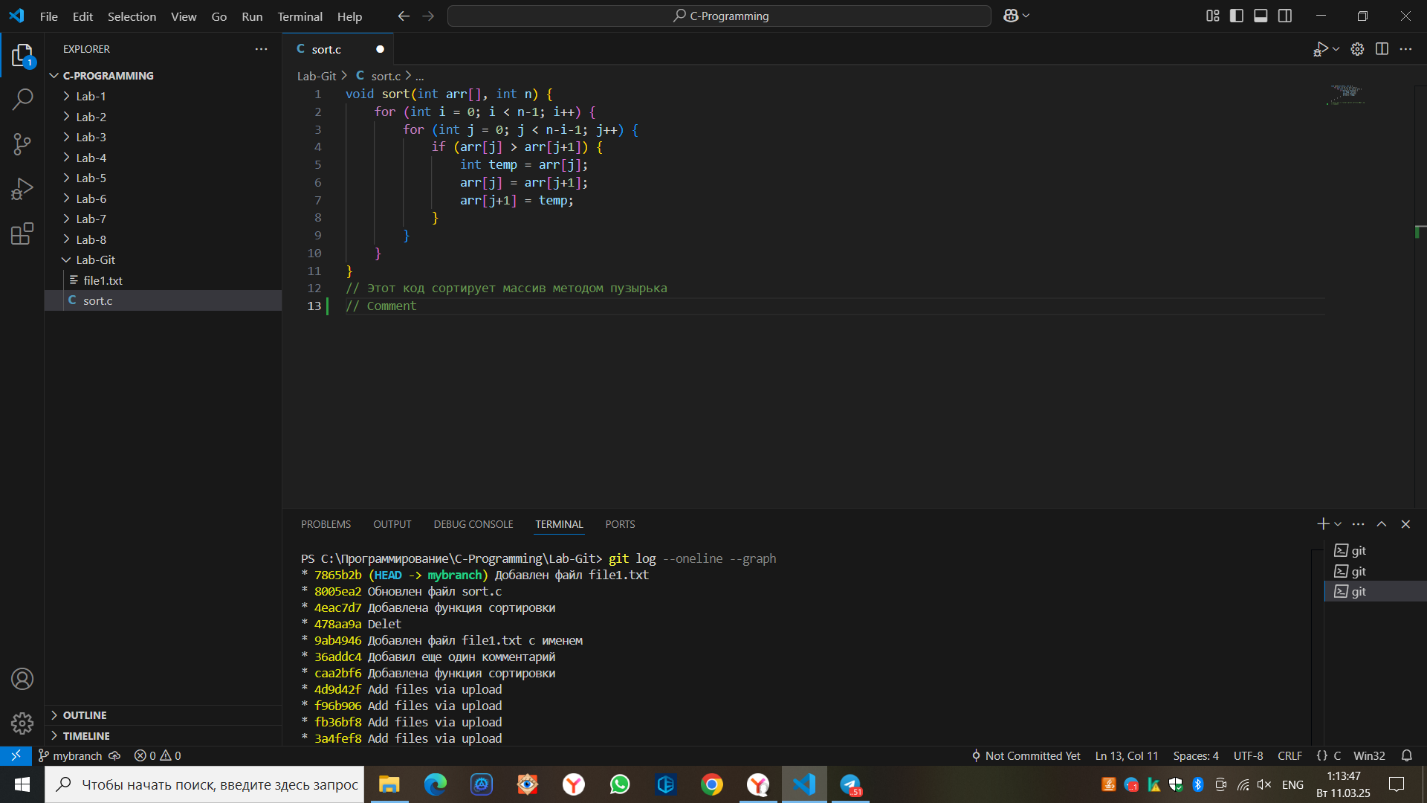 File Edit Selection View Go Run Terminal Help
C-Programming
EXPLORER
1
C-PROGRAMMING
Lab-1
Lab-2
Lab-3
Lab-4
Lab-5
Lab-6
Lab-7
Lab-8
Lab-Git
file1.txt
C sort.c
OUTLINE
TIMELINE
C sort.c
Lab-Git > C sort.c > ...
1 void sort(int arr[], int n) {
2 for (int i = 0; i < n-1; i++) {
3 for (int j = 0; j < n-i-1; j++) {
4 if (arr[j] > arr[j+1]) {
5 int temp = arr[j];
6 arr[j] = arr[j+1];
7 arr[j+1] = temp;
8 }
9 }
10 }
11 }
12 // Этот код сортирует массив методом пузырька
13 // Comment
PROBLEMS OUTPUT DEBUG CONSOLE TERMINAL PORTS
PS C:\Программирование\C-Programming\Lab-Git> git log --oneline --graph
* 7865b2b (HEAD -> mybranch) Добавлен файл file1.txt
* 8005ea2 Обновлен файл sort.c
* 4eac7d7 Добавлена функция сортировки
* 478aa9a Delet
* 9ab4946 Добавлен файл file1.txt с именем
* 36addc4 Добавил еще один комментарий
* caa2bf6 Добавлена функция сортировки
* 4d9d42f Add files via upload
* f96b906 Add files via upload
* fb36bf8 Add files via upload
* 3a4fef8 Add files via upload
git
git
git
mybranch 0 0 Not Committed Yet Ln 13, Col 11 Spaces: 4 UTF-8 CRLF {} C Win32
Чтобы начать поиск, введите здесь запрос
51
ENG
1:13:47
Вт 11.03.25